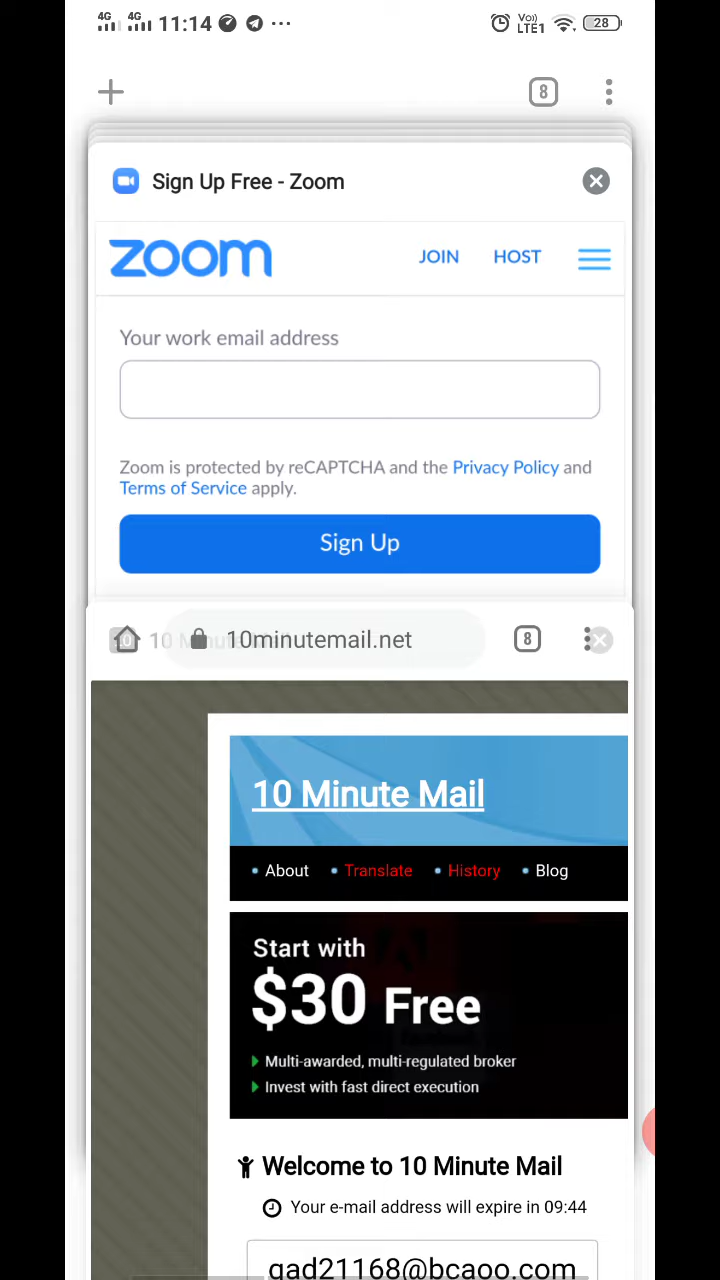 4G 4G 11:14 ... Vo) LTE1 28
8
Sign Up Free - Zoom
zoom JOIN HOST
Your work email address
Zoom is protected by reCAPTCHA and the Privacy Policy and
Terms of Service apply.
Sign Up
10minutemail.net 8
10 Minute Mail
• About • Translate • History • Blog
Start with
$30 Free
Multi-awarded, multi-regulated broker
Invest with fast direct execution
Welcome to 10 Minute Mail
Your e-mail address will expire in 09:44
gad21168@bcaoo.com